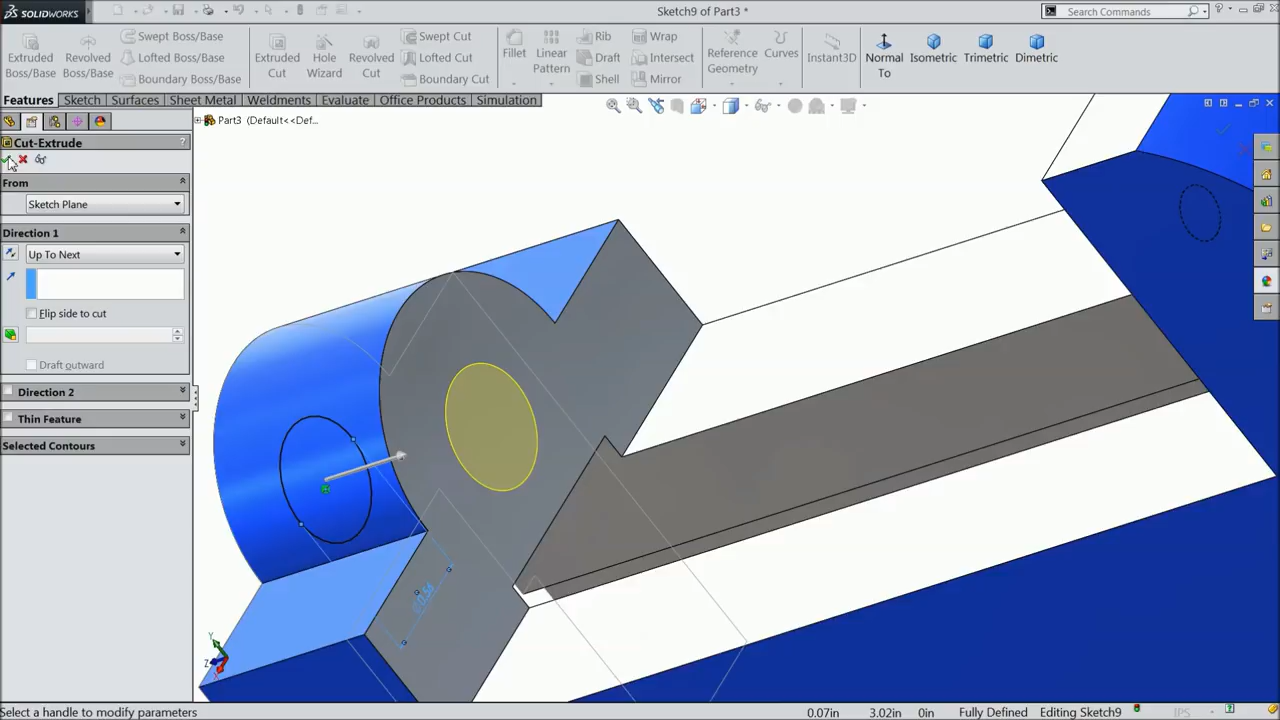 SOLIDWORKS
Sketch9 of Part3 *
Search Commands
Extruded Boss/Base
Revolved Boss/Base
Swept Boss/Base
Lofted Boss/Base
Boundary Boss/Base
Extruded Cut
Hole Wizard
Revolved Cut
Swept Cut
Lofted Cut
Boundary Cut
Fillet
Linear Pattern
Rib
Draft
Shell
Wrap
Intersect
Mirror
Reference Geometry
Curves
Instant3D
Normal To
Isometric
Trimetric
Dimetric
Features Sketch Surfaces Sheet Metal Weldments Evaluate Office Products Simulation
Part3 (Default<<Def...
Cut-Extrude
?
From
Sketch Plane
Direction 1
Up To Next
Flip side to cut
Draft outward
Direction 2
Thin Feature
Selected Contours
Ø0.56
Y
Z
Select a handle to modify parameters
0.07in 3.02in 0in Fully Defined Editing Sketch9 IPS